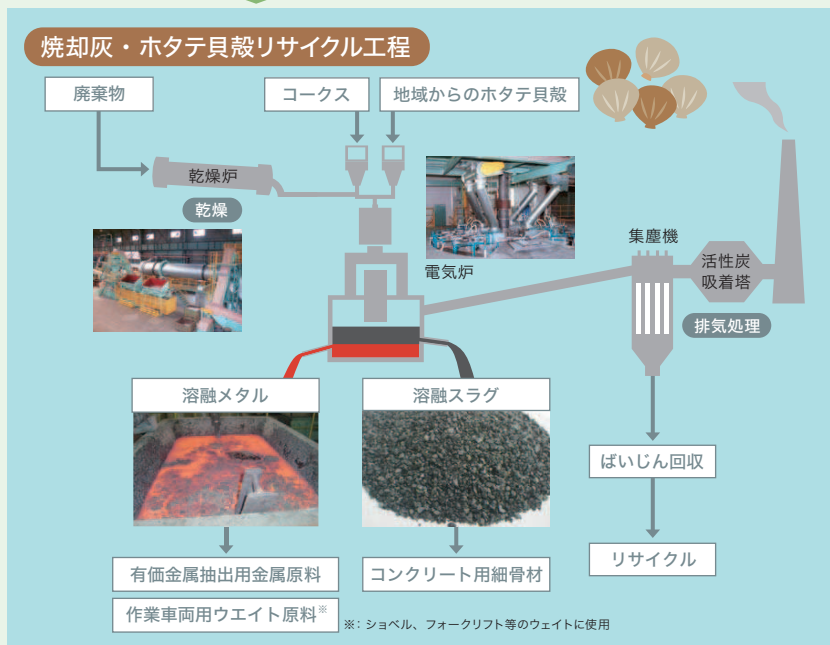 焼却灰・ホタテ貝殻リサイクル工程
廃棄物
コークス
地域からのホタテ貝殻
乾燥炉
乾燥
電気炉
集塵機
活性炭
吸着塔
排気処理
溶融メタル
溶融スラグ
ばいじん回収
リサイクル
有価金属抽出用金属原料
コンクリート用細骨材
作業車両用ウエイト原料※
※：ショベル、フォークリフト等のウェイトに使用